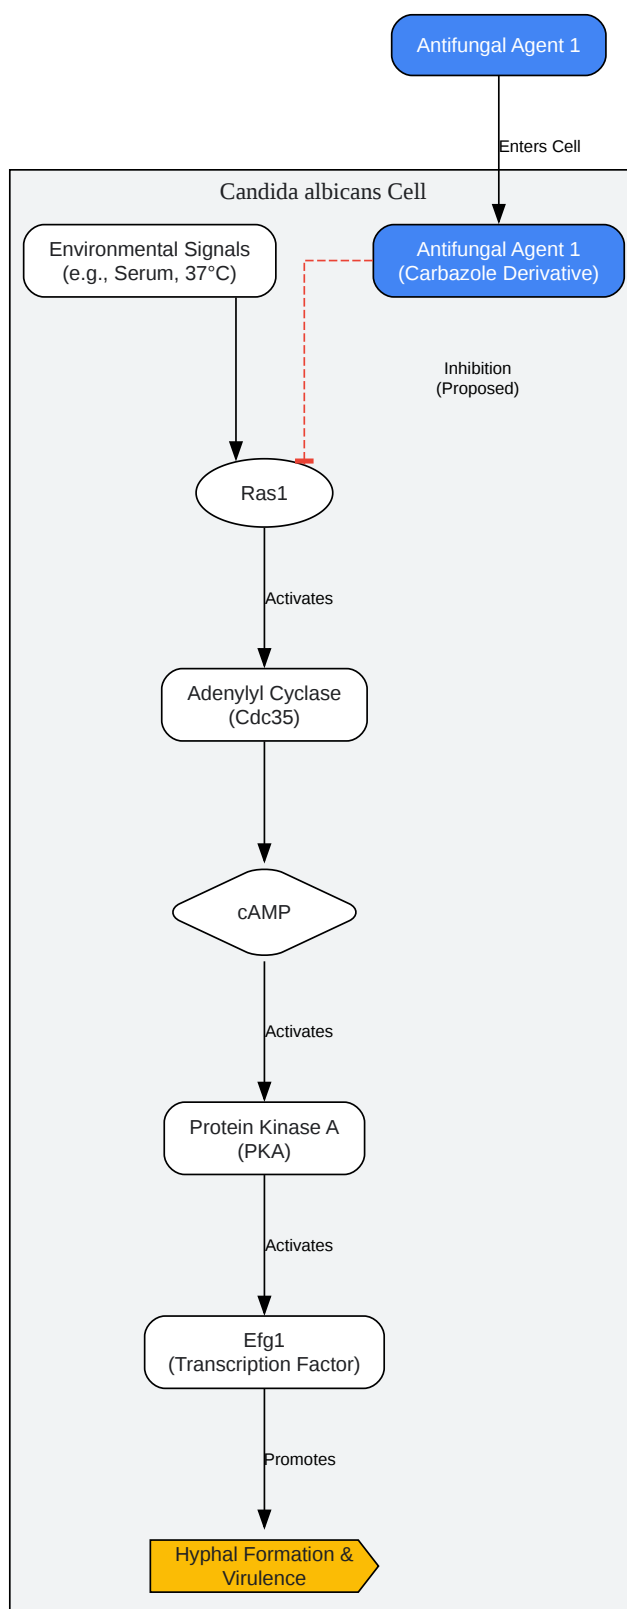 Antifungal Agent 1
Enters Cell
Candida albicans Cell
Environmental Signals
(e.g., Serum, 37°C)
Antifungal Agent 1
(Carbazole Derivative)
Inhibition
(Proposed)
Ras1
Activates
Adenylyl Cyclase
(Cdc35)
cAMP
Activates
Protein Kinase A
(PKA)
Activates
Efg1
(Transcription Factor)
Promotes
Hyphal Formation &
Virulence